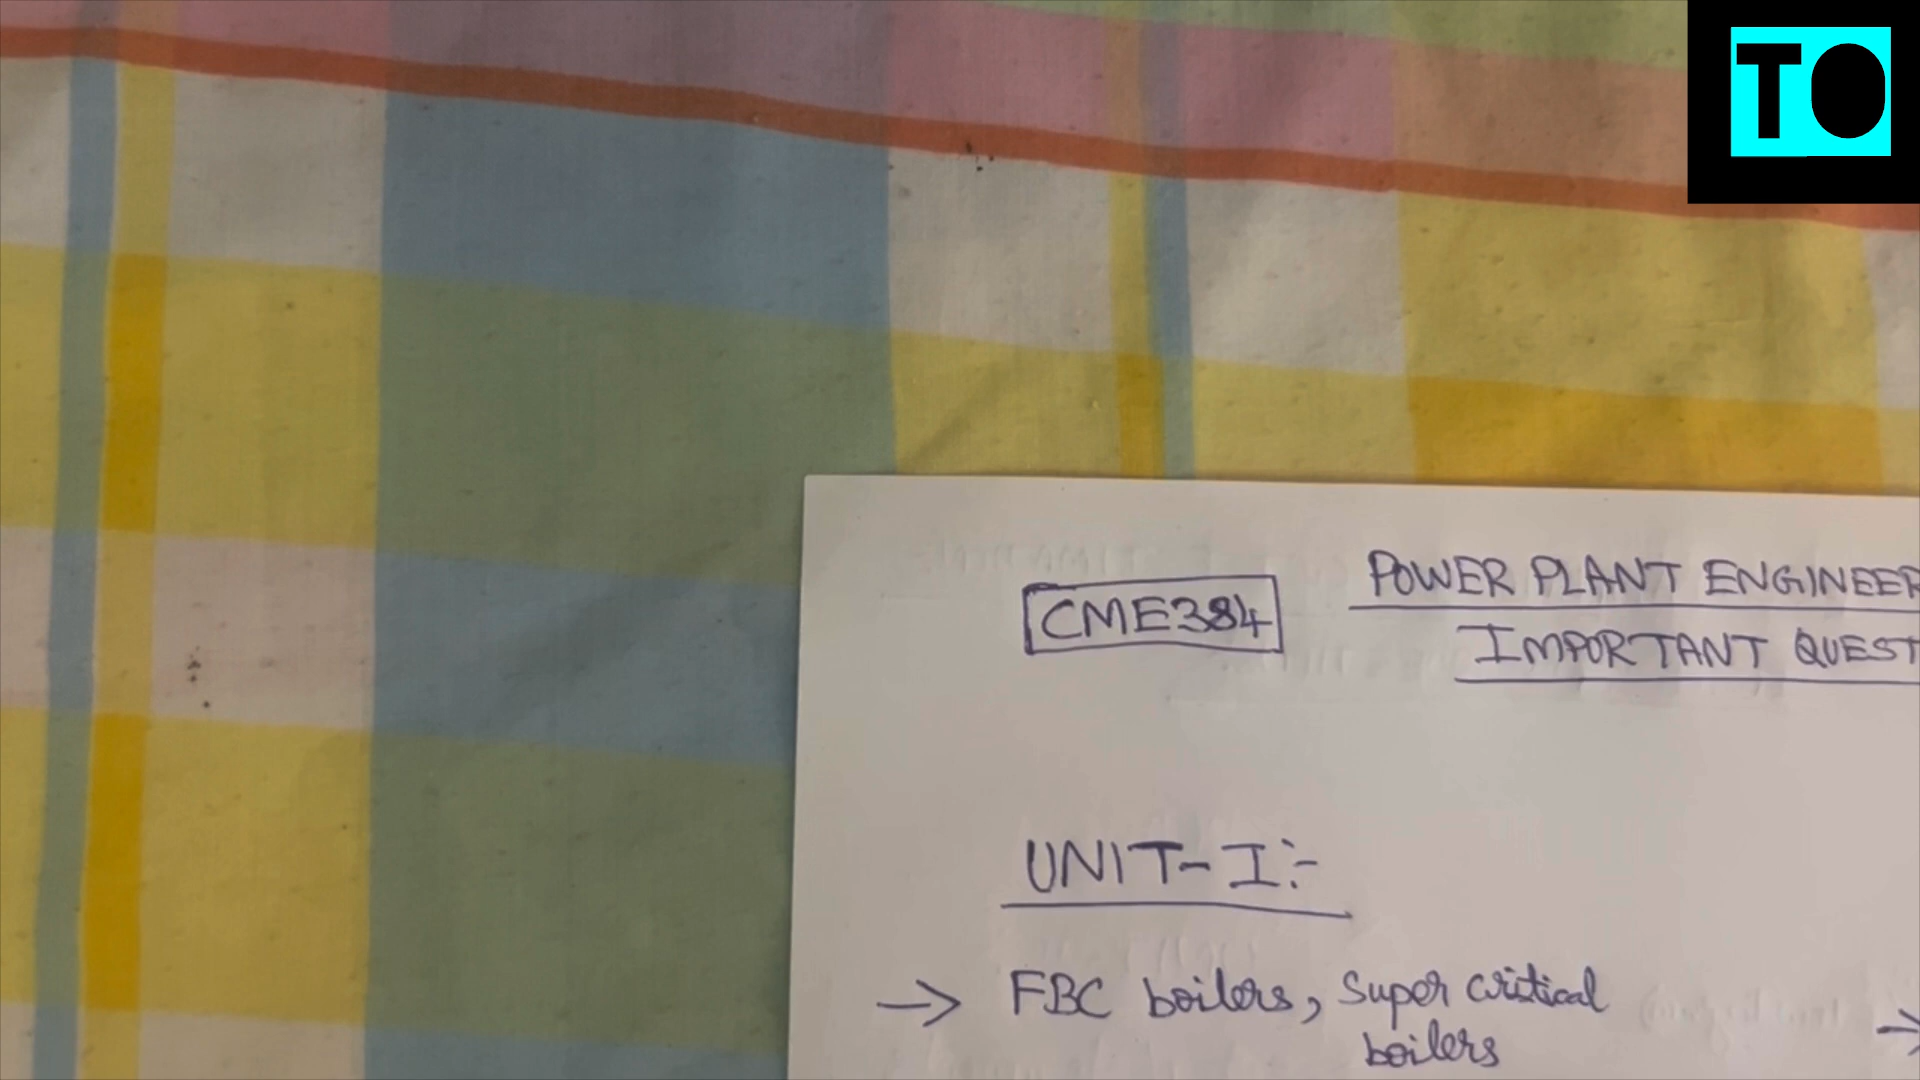 TO
CME384
POWER PLANT ENGINEER
IMPORTANT QUEST
UNIT-I:-
→ FBC boilers, Super critical
boilers